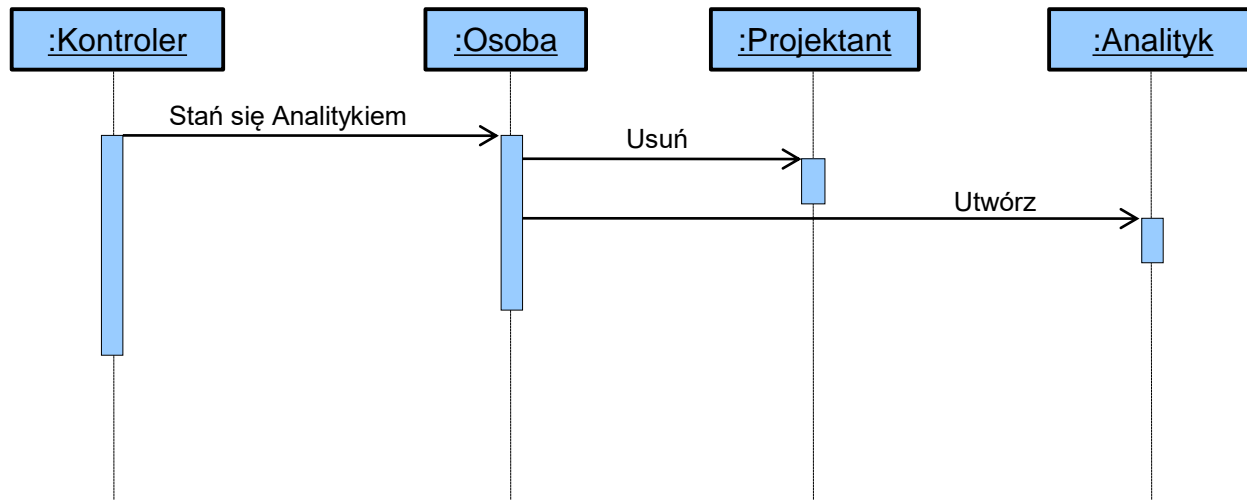 :Kontroler
:Osoba
:Projektant
:Analityk
Stań się Analitykiem
Usuń
Utwórz